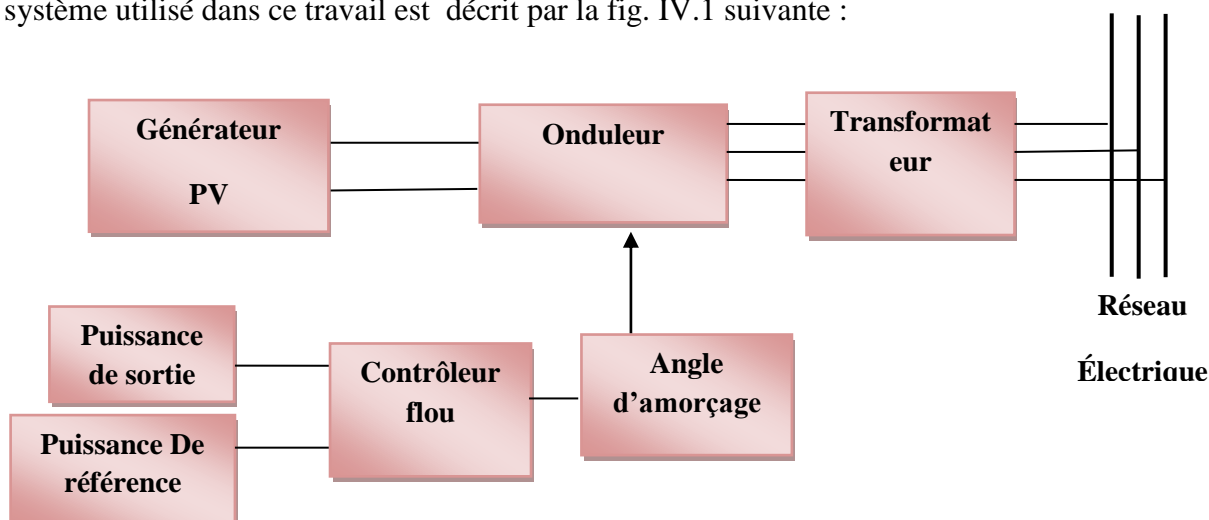 système utilisé dans ce travail est décrit par la fig. IV.1 suivante :
Générateur
PV
Onduleur
Transformat
eur
Réseau
Électrique
Puissance
de sortie
Contrôleur
flou
Angle
d'amorçage
Puissance De
référence